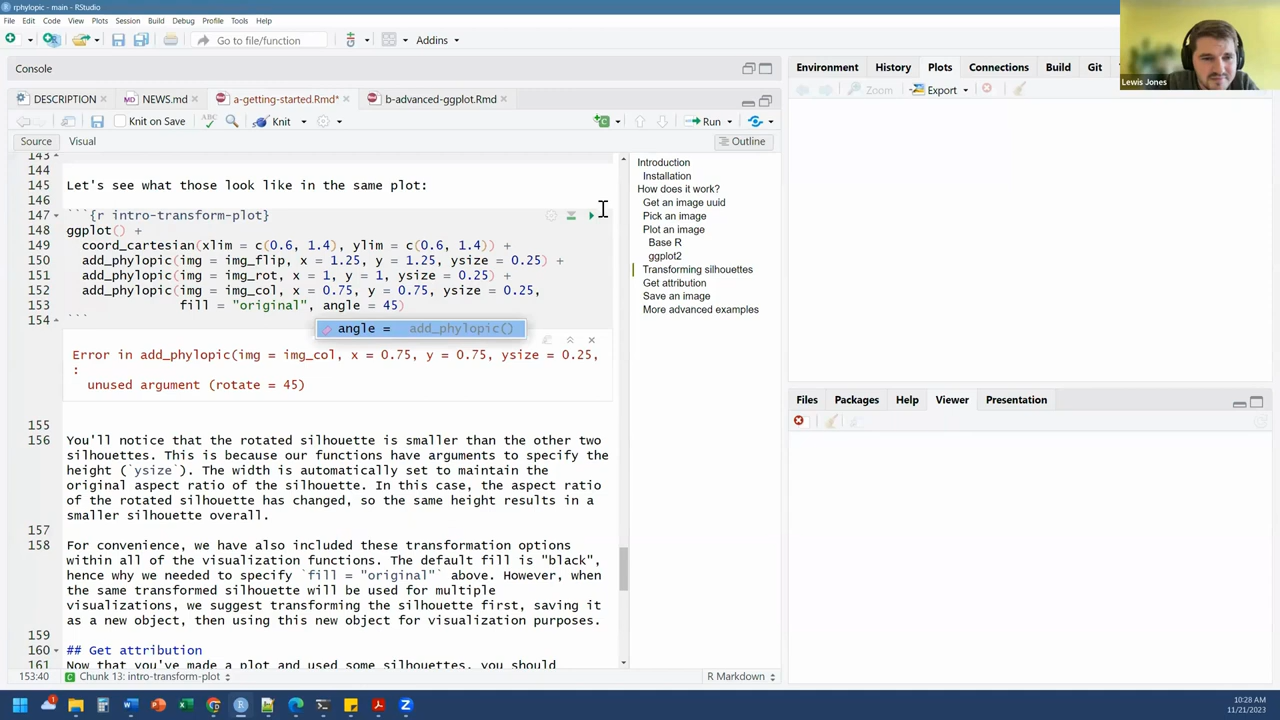 rphylopic - main - RStudio
File Edit Code View Plots Session Build Debug Profile Tools Help
Go to file/function
Addins
Console
DESCRIPTION
NEWS.md
a-getting-started.Rmd*
b-advanced-ggplot.Rmd
Knit on Save
Knit
Run
Source
Visual
Outline
143
144
145 Let's see what those look like in the same plot:
146
147 ```{r intro-transform-plot}
148 ggplot() +
149 coord_cartesian(xlim = c(0.6, 1.4), ylim = c(0.6, 1.4)) +
150 add_phylopic(img = img_flip, x = 1.25, y = 1.25, ysize = 0.25) +
151 add_phylopic(img = img_rot, x = 1, y = 1, ysize = 0.25) +
152 add_phylopic(img = img_col, x = 0.75, y = 0.75, ysize = 0.25,
153 fill = "original", angle = 45)
154 ```
angle = add_phylopic()
Error in add_phylopic(img = img_col, x = 0.75, y = 0.75, ysize = 0.25,
:
unused argument (rotate = 45)
155
156 You'll notice that the rotated silhouette is smaller than the other two
silhouettes. This is because our functions have arguments to specify the
height (`ysize`). The width is automatically set to maintain the
original aspect ratio of the silhouette. In this case, the aspect ratio
of the rotated silhouette has changed, so the same height results in a
smaller silhouette overall.
157
158 For convenience, we have also included these transformation options
within all of the visualization functions. The default fill is "black",
hence why we needed to specify `fill = "original"` above. However, when
the same transformed silhouette will be used for multiple
visualizations, we suggest transforming the silhouette first, saving it
as a new object, then using this new object for visualization purposes.
159
160 ## Get attribution
161 Now that you've made a plot and used some silhouettes, you should
153:40
Chunk 13: intro-transform-plot
R Markdown
Introduction
Installation
How does it work?
Get an image uuid
Pick an image
Plot an image
Base R
ggplot2
Transforming silhouettes
Get attribution
Save an image
More advanced examples
Environment
History
Plots
Connections
Build
Git
Zoom
Export
Lewis Jones
Files
Packages
Help
Viewer
Presentation
10:28 AM
11/21/2023